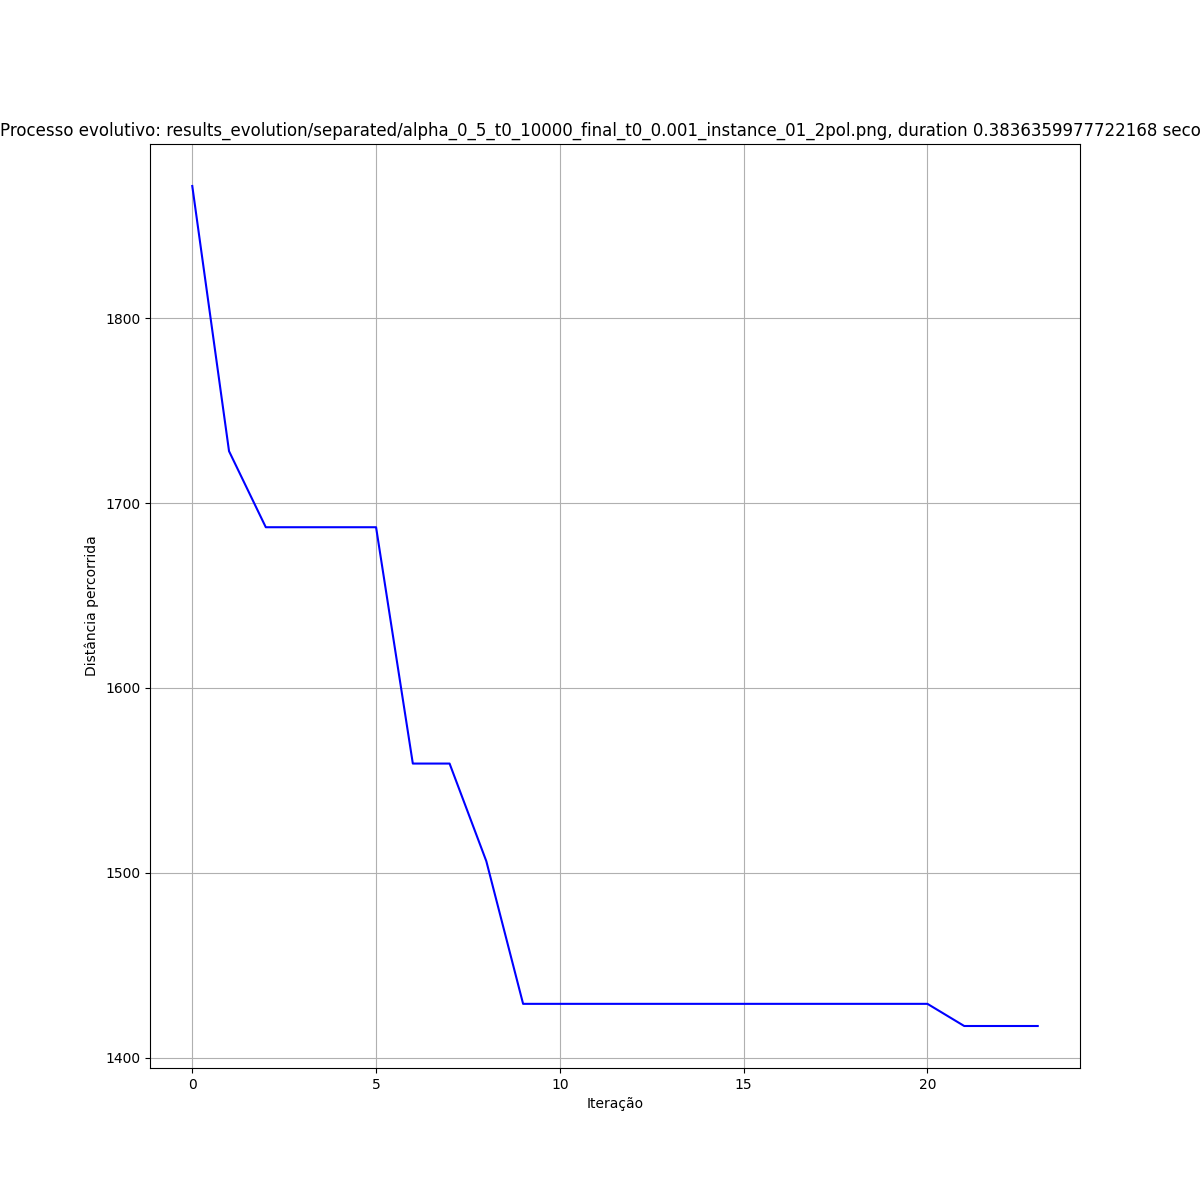 Processo evolutivo: results_evolution/separated/alpha_0_5_t0_10000_final_t0_0.001_instance_01_2pol.png, duration 0.3836359977722168 seco
1800
1700
1600
1500
1400
Distância percorrida
0 5 10 15 20
Iteração